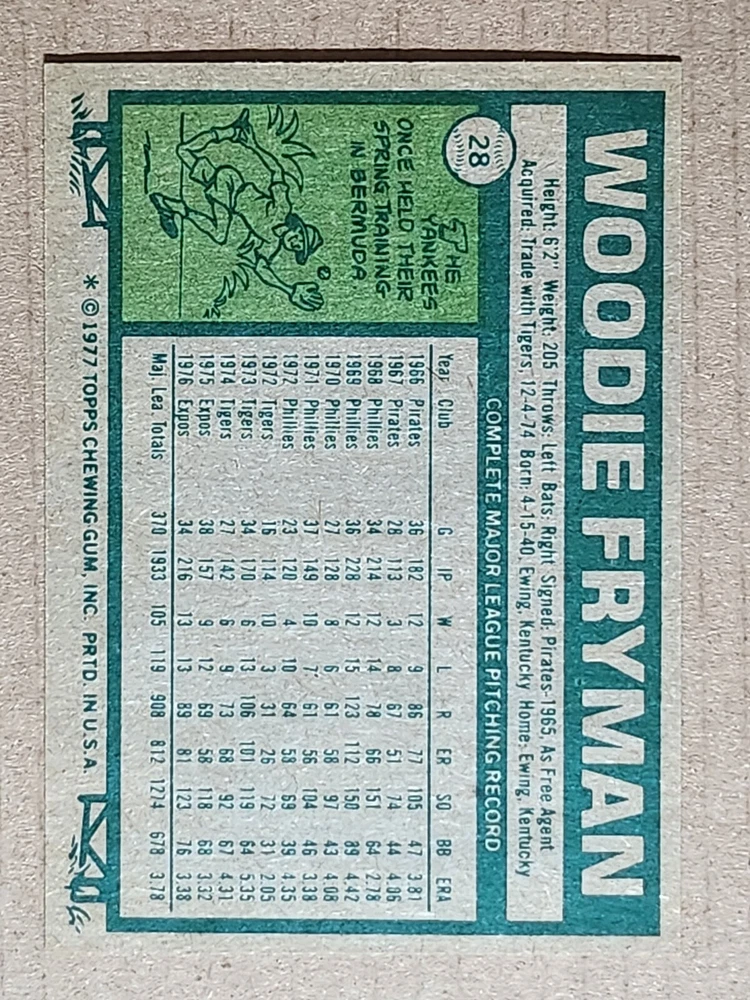 WOODIE FRYMAN
Height: 6'2" Weight: 205 Throws: Left Bats: Right Signed: Pirates-1965, As Free Agent
Acquired: Trade with Tigers, 12-4-74 Born: 4-15-40 Ewing, Kentucky Home: Ewing, Kentucky
28
THE YANKEES
ONCE HELD THEIR
SPRING TRAINING
IN BERMUDA
COMPLETE MAJOR LEAGUE PITCHING RECORD
Year Club G IP W L R ER SO BB ERA
1966 Pirates 36 182 12 9 86 77 105 47 3.81
1967 Pirates 28 113 3 8 67 51 74 44 4.06
1968 Phillies 34 214 12 14 78 66 151 64 2.78
1969 Phillies 36 228 12 15 123 112 150 89 4.42
1970 Phillies 27 128 8 6 61 58 97 43 4.08
1971 Phillies 37 149 10 7 61 56 104 46 3.38
1972 Phillies 23 120 4 10 64 58 69 39 4.35
1972 Tigers 16 114 10 3 31 26 72 31 2.05
1973 Tigers 34 170 6 13 106 101 119 64 5.35
1974 Tigers 27 142 6 9 73 68 92 67 4.31
1975 Expos 38 157 9 12 69 58 118 68 3.32
1976 Expos 34 216 13 13 89 81 123 76 3.38
Maj. Lea Totals 370 1933 105 119 908 812 1274 678 3.78
* © 1977 TOPPS CHEWING GUM, INC. PRTD. IN U.S.A.